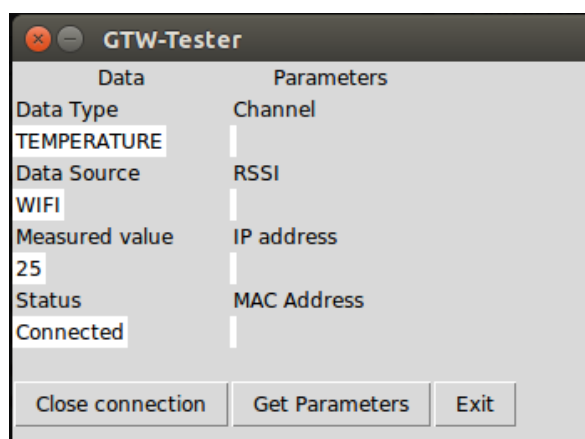 GTW-Tester
Data Parameters
Data Type Channel
TEMPERATURE
Data Source RSSI
WIFI
Measured value IP address
25
Status MAC Address
Connected
Close connection Get Parameters Exit